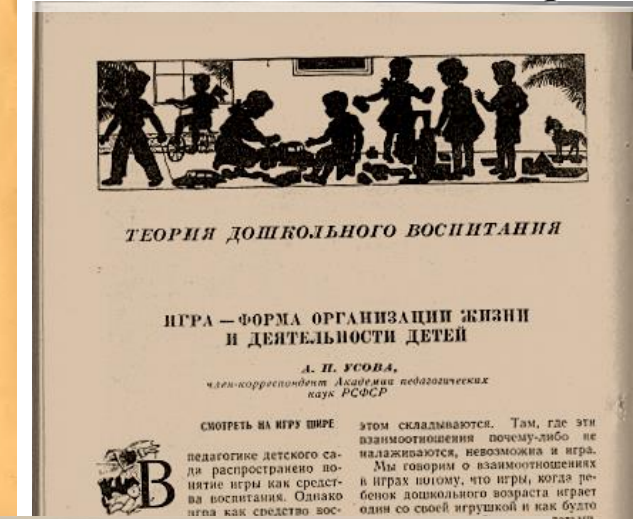 ТЕОРИЯ ДОШКОЛЬНОГО ВОСПИТАНИЯ
ИГРА — ФОРМА ОРГАНИЗАЦИИ ЖИЗНИ
И ДЕЯТЕЛЬНОСТИ ДЕТЕЙ
А. П. УСОВА,
член-корреспондент Академии педагогических
наук РСФСР
СМОТРЕТЬ НА ИГРУ ШИРЕ
В педагогике детского са-
да распространено по-
нятие игры как средст-
ва воспитания. Однако
игра как средство вос-
этом складываются. Там, где эти
взаимоотношения почему-либо не
налаживаются, невозможна и игра.
Мы говорим о взаимоотношениях
в играх потому, что игры, когда ре-
бенок дошкольного возраста играет
один со своей игрушкой и как будто